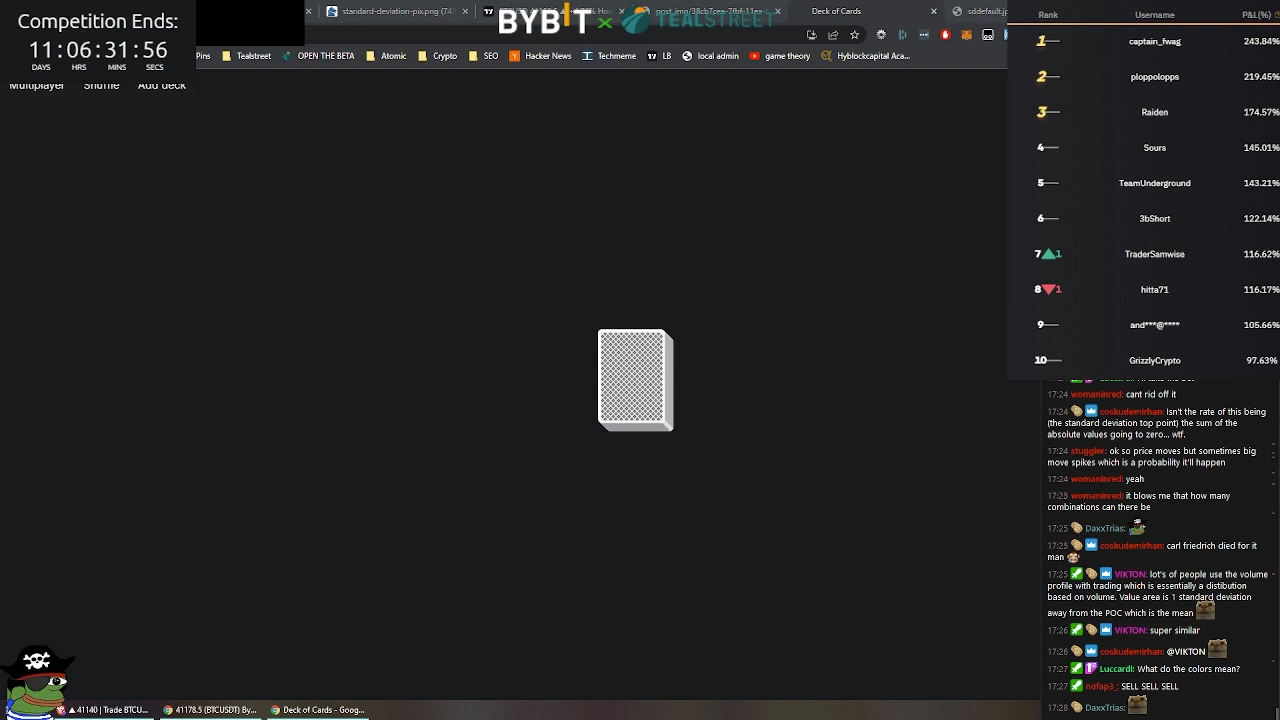 Competition Ends:
11:06:31:56
DAYS HRS MINS SECS
standard-deviation-pix.png (743
BYBIT x TEALSTREET
Deck of Cards
Pins Tealstreet OPEN THE BETA Atomic Crypto SEO Hacker News Techmeme LB local admin game theory Hyblockcapital Aca...
Multiplayer Shuffle Add deck
Rank Username P&L(%)
1 captain_fwag 243.84%
2 ploppolopps 219.45%
3 Raiden 174.57%
4 Sours 145.01%
5 TeamUnderground 143.21%
6 3bShort 122.14%
7 1 TraderSamwise 116.62%
8 1 hitta71 116.17%
9 and***@**** 105.66%
10 GrizzlyCrypto 97.63%
17:24 womaninred: cant rid off it
17:24 coskudemirhan: Isn't the rate of this being
(the standard deviation top point) the sum of the
absolute values going to zero... wtf.
17:24 stuggler: ok so price moves but sometimes big
move spikes which is a probability it'll happen
17:24 womaninred: yeah
17:25 womaninred: it blows me that how many
combinations can there be
17:25 DaxxTrias:
17:25 coskudemirhan: carl friedrich died for it
man
17:25 VIKTON: lot's of people use the volume
profile with trading which is essentially a distibution
based on volume. Value area is 1 standard deviation
away from the POC which is the mean
17:26 VIKTON: super similar
17:26 coskudemirhan: @VIKTON
17:27 Luccardi: What do the colors mean?
17:27 nofap3_: SELL SELL SELL
17:28 DaxxTrias:
▲ 41140 | Trade BTCU... 41178.5 (BTCUSDT) By... Deck of Cards - Goog...